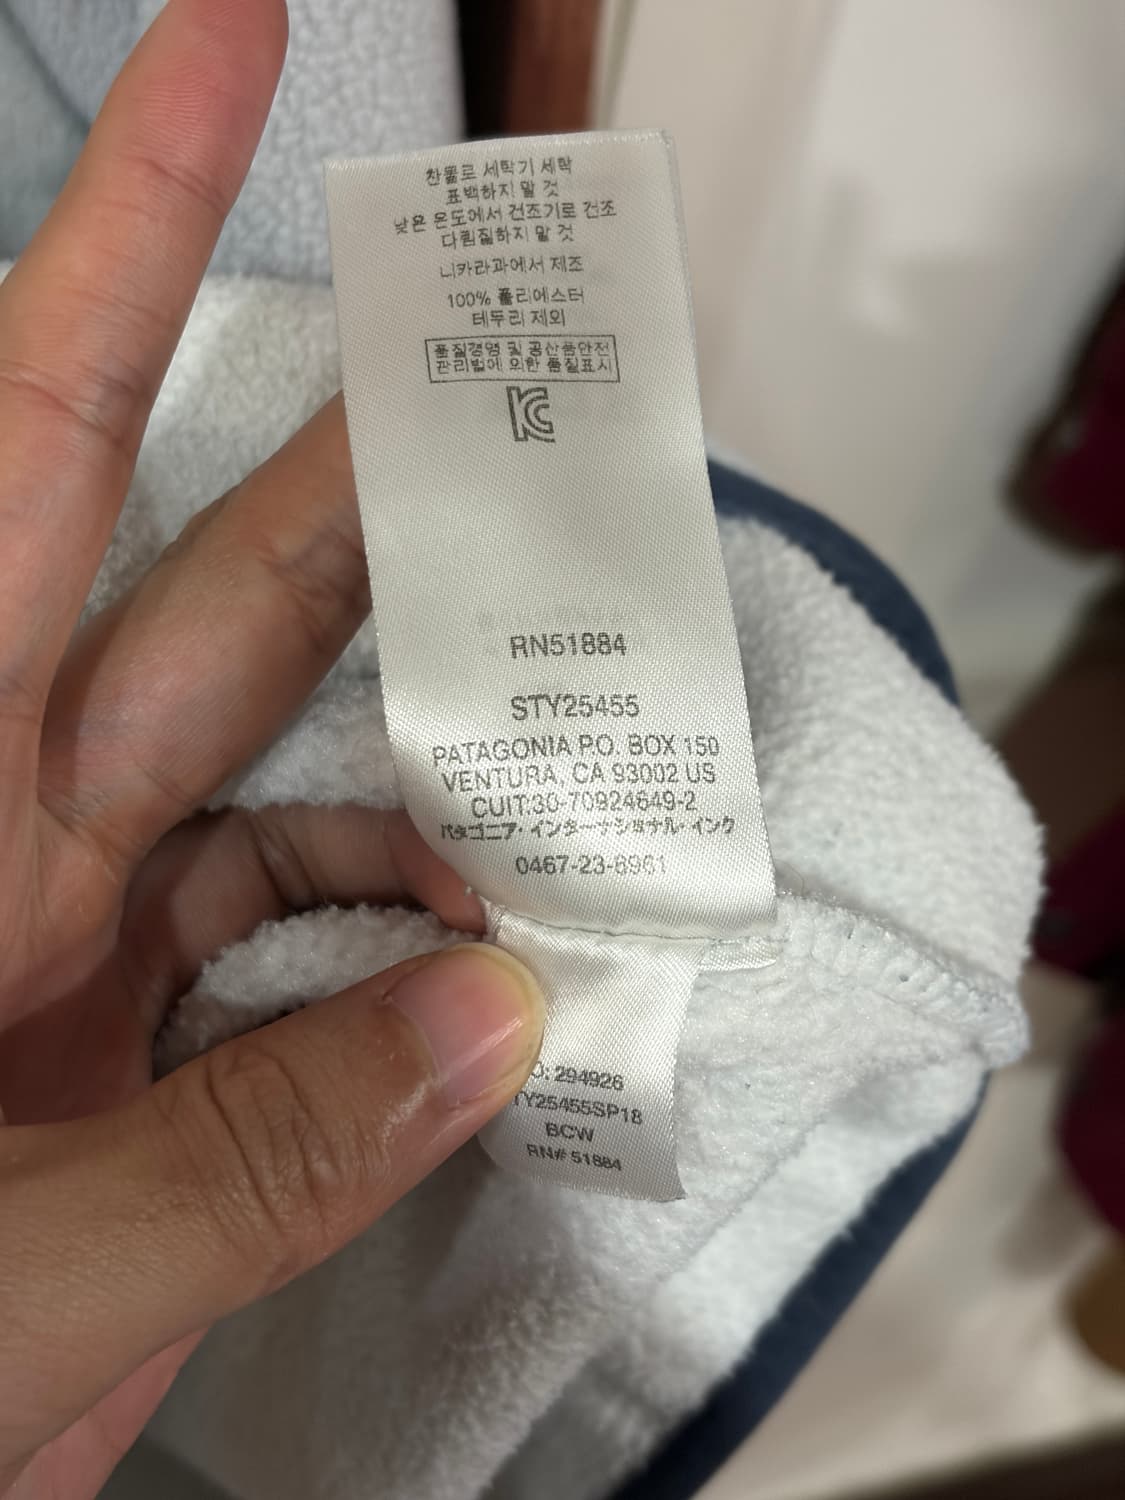 찬물로 세탁기 세탁
표백하지 말 것
낮은 온도에서 건조기로 건조
다림질하지 말 것
니카라과에서 제조
100% 폴리에스터
테두리 제외
품질경영 및 공산품안전
관리법에 의한 품질표시
KC
RN51884
STY25455
PATAGONIA P.O. BOX 150
VENTURA, CA 93002 US
CUIT:30-70924649-2
パタゴニア・インターナショナル・インク
0467-23-8961
O: 294926
TY25455SP18
BCW
RN# 51884